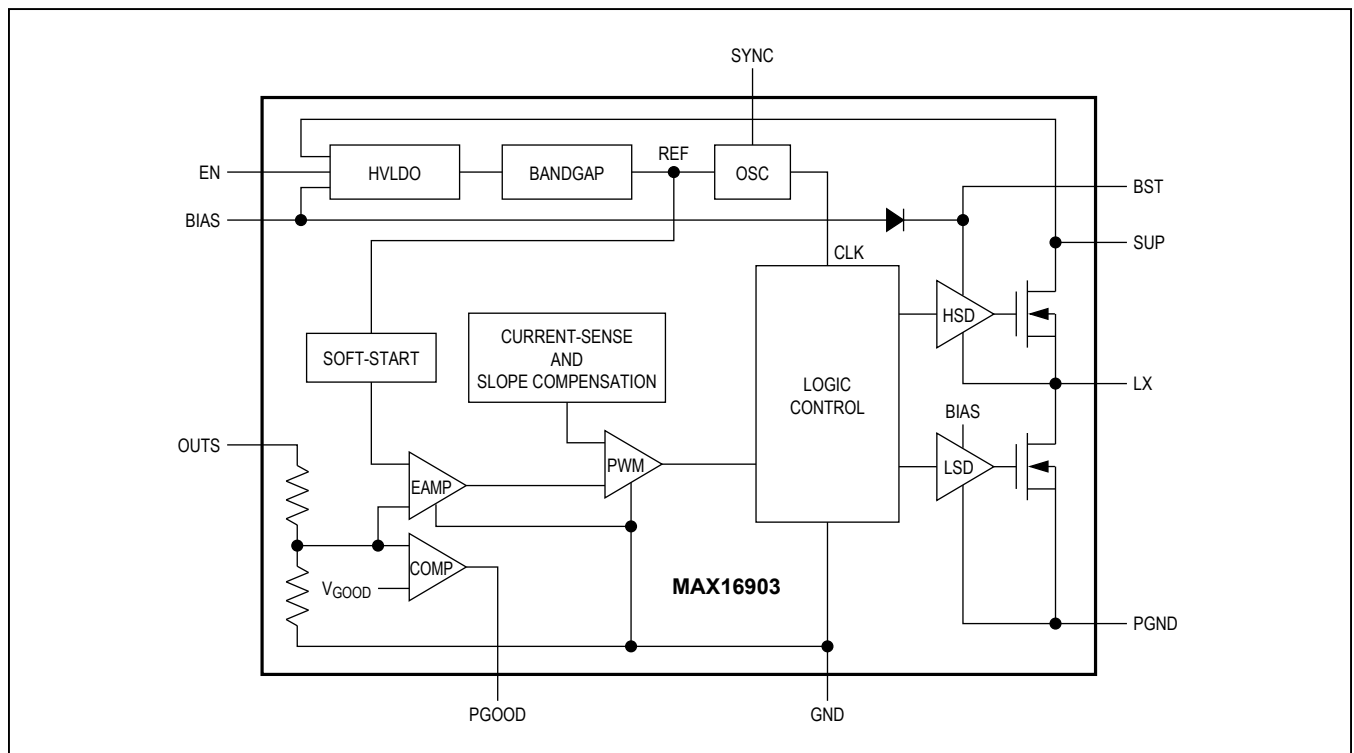 SYNC
EN
HVLDO
BANDGAP
REF
OSC
BST
BIAS
SUP
CLK
HSD
SOFT-START
CURRENT-SENSE
AND
SLOPE COMPENSATION
LOGIC
CONTROL
LX
BIAS
OUTS
EAMP
PWM
LSD
COMP
VGOOD
MAX16903
PGND
PGOOD
GND